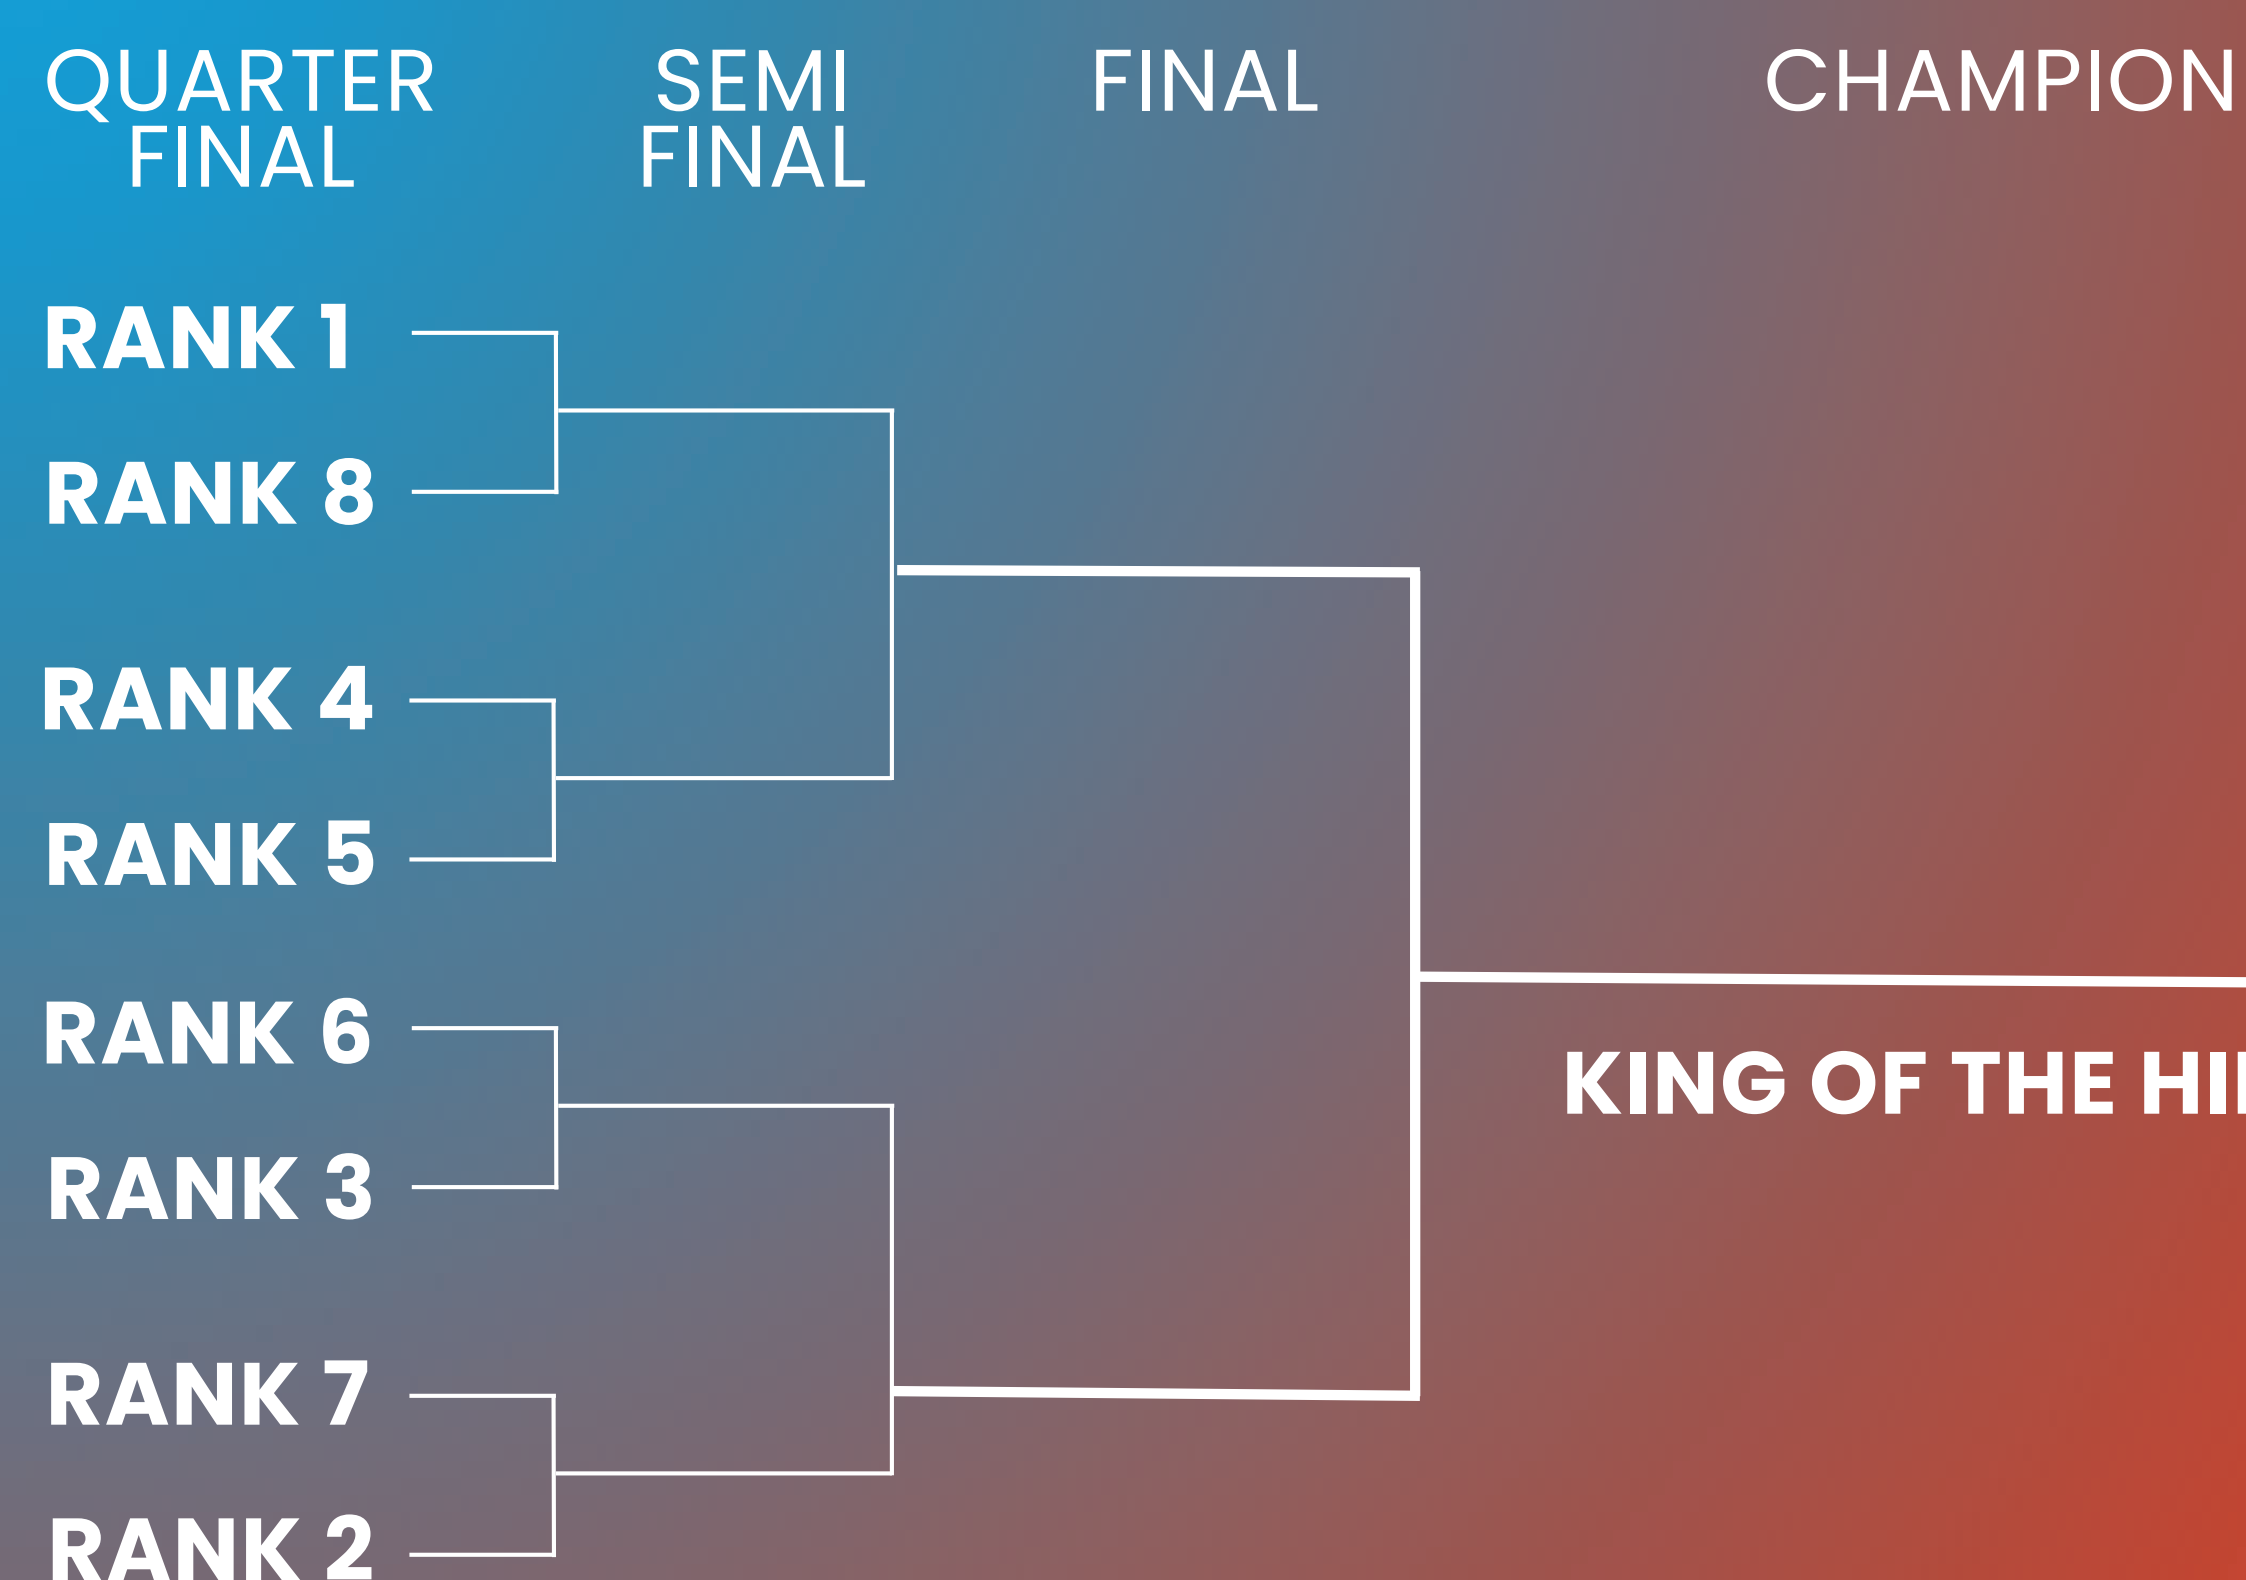 QUARTER
FINAL
SEMI
FINAL
FINAL
CHAMPION
RANK 1
RANK 8
RANK 4
RANK 5
RANK 6
RANK 3
RANK 7
RANK 2
KING OF THE